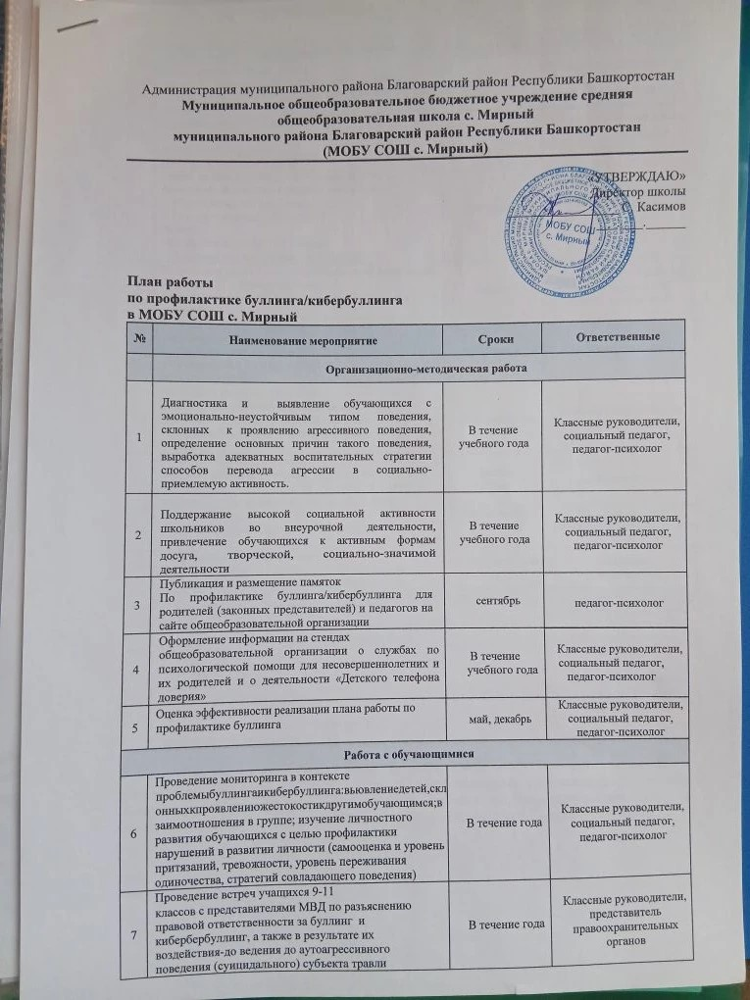 Администрация муниципального района Благоварский район Республики Башкортостан
Муниципальное общеобразовательное бюджетное учреждение средняя
общеобразовательная школа с. Мирный
муниципального района Благоварский район Республики Башкортостан
(МОБУ СОШ с. Мирный)
«УТВЕРЖДАЮ»
Директор школы
Касимов
МОБУ СОШ
с. Мирный
План работы
по профилактике буллинга/кибербуллинга
в МОБУ СОШ с. Мирный
№ Наименование мероприятие Сроки Ответственные
Организационно-методическая работа
1
Диагностика и выявление обучающихся с
эмоционально-неустойчивым типом поведения,
склонных к проявлению агрессивного поведения,
определение основных причин такого поведения,
выработка адекватных воспитательных стратегии
способов перевода агрессии в социально-
приемлемую активность.
В течение
учебного года
Классные руководители,
социальный педагог,
педагог-психолог
2
Поддержание высокой социальной активности
школьников во внеурочной деятельности,
привлечение обучающихся к активным формам
досуга, творческой, социально-значимой
деятельности
В течение
учебного года
Классные руководители,
социальный педагог,
педагог-психолог
3
Публикация и размещение памяток
По профилактике буллинга/кибербуллинга для
родителей (законных представителей) и педагогов на
сайте общеобразовательной организации
сентябрь
педагог-психолог
4
Оформление информации на стендах
общеобразовательной организации о службах по
психологической помощи для несовершеннолетних и
их родителей и о деятельности «Детского телефона
доверия»
В течение
учебного года
Классные руководители,
социальный педагог,
педагог-психолог
5
Оценка эффективности реализации плана работы по
профилактике буллинга
май, декабрь
Классные руководители,
социальный педагог,
педагог-психолог
Работа с обучающимися
6
Проведение мониторинга в контексте
проблемыбуллингаикибербуллинга:вьювлениедетей,скл
онныхкпроявлениюжестокостикдругимобучающимся;в
заимоотношения в группе; изучение личностного
развития обучающихся с целью профилактики
нарушений в развитии личности (самооценка и уровень
притязаний, тревожности, уровень переживания
одиночества, стратегий совладающего поведения)
В течение года
Классные руководители,
социальный педагог,
педагог-психолог
7
Проведение встреч учащихся 9-11
классов с представителями МВД по разъяснению
правовой ответственности за буллинг и
кибербербуллинг, а также в результате их
воздействия-до ведения до аутоагрессивного
поведения (суицидального) субъекта травли
В течение года
Классные руководители,
представитель
правоохранительных
органов